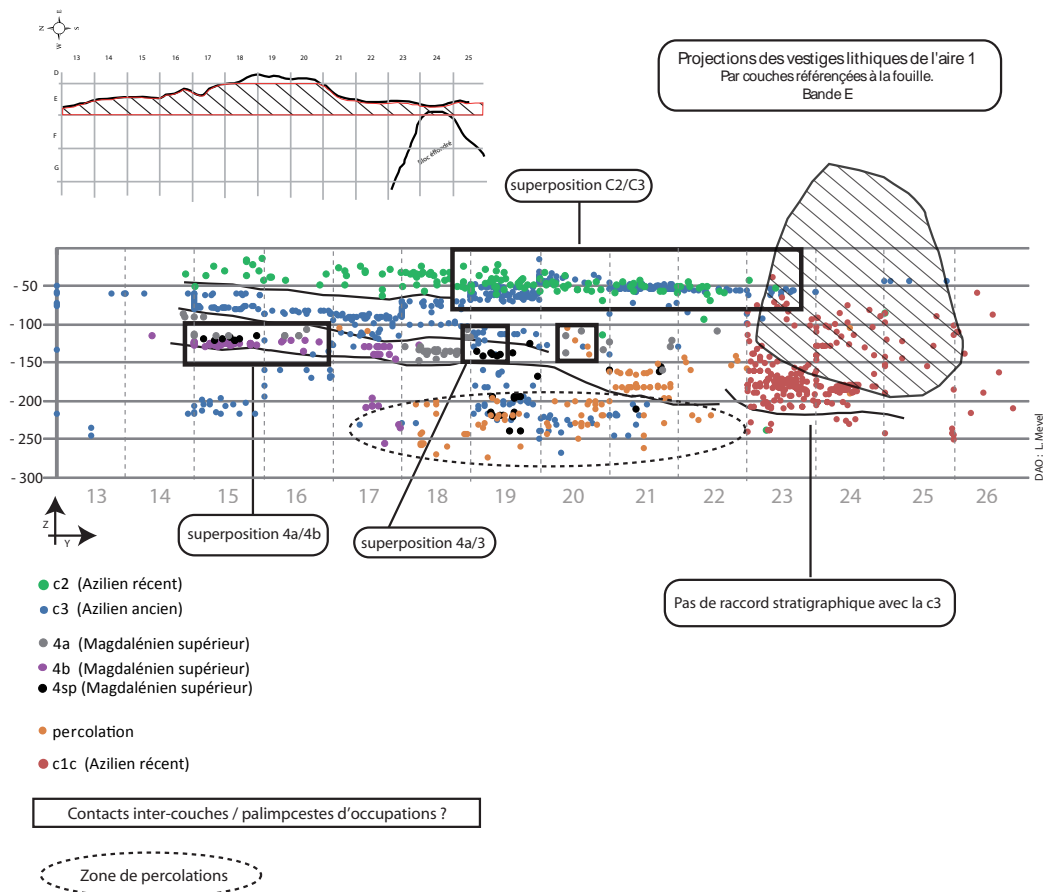 E
N
S
W
13 14 15 16 17 18 19 20 21 22 23 24 25
D
E
F
G
bloc effondré
Projections des vestiges lithiques de l'aire 1
Par couches référençées à la fouille.
Bande E
superposition C2/C3
- 50
- 100
- 150
- 200
- 250
- 300
13 14 15 16 17 18 19 20 21 22 23 24 25 26
DAO : L. Mevel
Z
Y
superposition 4a/4b
superposition 4a/3
Pas de raccord stratigraphique avec la c3
c2 (Azilien récent)
c3 (Azilien ancien)
4a (Magdalénien supérieur)
4b (Magdalénien supérieur)
4sp (Magdalénien supérieur)
percolation
c1c (Azilien récent)
Contacts inter-couches / palimpcestes d'occupations ?
Zone de percolations